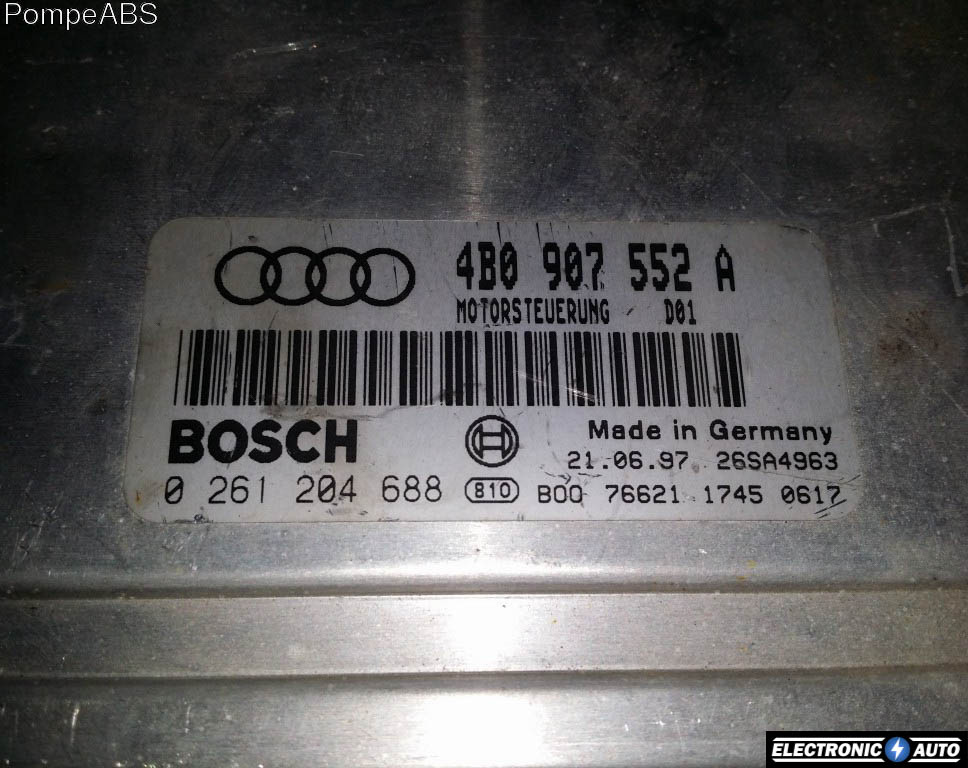 PompeABS
4B0 907 552 A
MOTORSTEUERUNG D01
BOSCH
Made in Germany
21.06.97 26SA4963
0 261 204 688 B10 B00 76621 1745 0617
ELECTRONIC AUTO